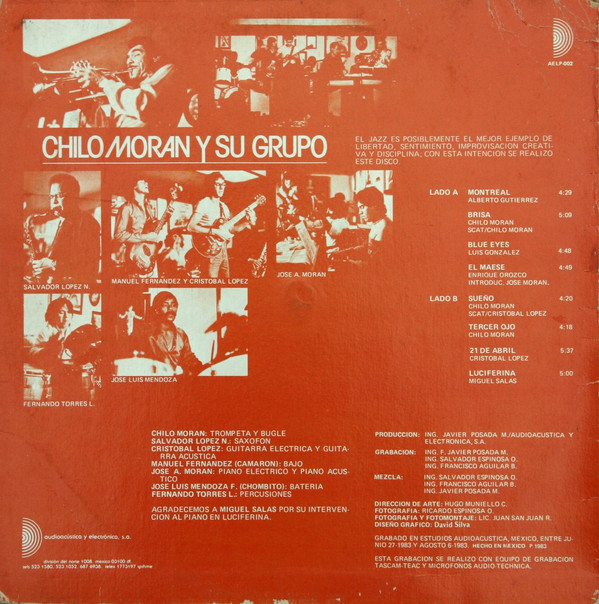 AELP-002
CHILO MORAN Y SU GRUPO
EL JAZZ ES POSIBLEMENTE EL MEJOR EJEMPLO DE
LIBERTAD, SENTIMIENTO, IMPROVISACION CREATI-
VA Y DISCIPLINA; CON ESTA INTENCION SE REALIZO
ESTE DISCO.
LADO A MONTREAL 4:29
ALBERTO GUTIERREZ
BRISA 5:09
CHILO MORAN
SCAT/CHILO MORAN
BLUE EYES
LUIS GONZALEZ 4:48
EL MAESE 4:49
ENRIQUE OROZCO
INTRODUC. JOSE MORAN.
LADO B SUEÑO 4:20
CHILO MORAN
SCAT/CRISTOBAL LOPEZ
TERCER OJO 4:18
CHILO MORAN
21 DE ABRIL 5:37
CRISTOBAL LOPEZ
LUCIFERINA 5:00
MIGUEL SALAS
SALVADOR LOPEZ N.
MANUEL FERNANDEZ Y CRISTOBAL LOPEZ
JOSE A. MORAN
FERNANDO TORRES L.
JOSE LUIS MENDOZA
CHILO MORAN: TROMPETA Y BUGLE
SALVADOR LOPEZ N.: SAXOFON
CRISTOBAL LOPEZ: GUITARRA ELECTRICA Y GUITA-
RRA ACUSTICA
MANUEL FERNANDEZ (CAMARON): BAJO
JOSE A. MORAN: PIANO ELECTRICO Y PIANO ACUS-
TICO
JOSE LUIS MENDOZA F. (CHOMBITO): BATERIA
FERNANDO TORRES L.: PERCUSIONES
AGRADECEMOS A MIGUEL SALAS POR SU INTERVEN-
CION AL PIANO EN LUCIFERINA.
PRODUCCION: ING. JAVIER POSADA M./AUDIOACUSTICA Y
ELECTRONICA, S.A.
GRABACION: ING. F. JAVIER POSADA M.
ING. SALVADOR ESPINOSA O.
ING. FRANCISCO AGUILAR B.
MEZCLA: ING. SALVADOR ESPINOSA O.
ING. FRANCISCO AGUILAR B.
ING. JAVIER POSADA M.
DIRECCION DE ARTE: HUGO MUNIELLO C.
FOTOGRAFIA: RICARDO ESPINOSA O.
FOTOGRAFIA Y FOTOMONTAJE: LIC. JUAN SAN JUAN R.
DISEÑO GRAFICO: David Silva
GRABADO EN ESTUDIOS AUDIOACUSTICA, MEXICO, ENTRE JU-
NIO 27-1983 Y AGOSTO 6-1983. HECHO EN MEXICO P 1983
ESTA GRABACION SE REALIZO CON EQUIPO DE GRABACION
TASCAM-TEAC Y MICROFONOS AUDIO-TECHNICA.
audioacústica y electrónica, s.a.
división del norte 1008, méxico 03100 df